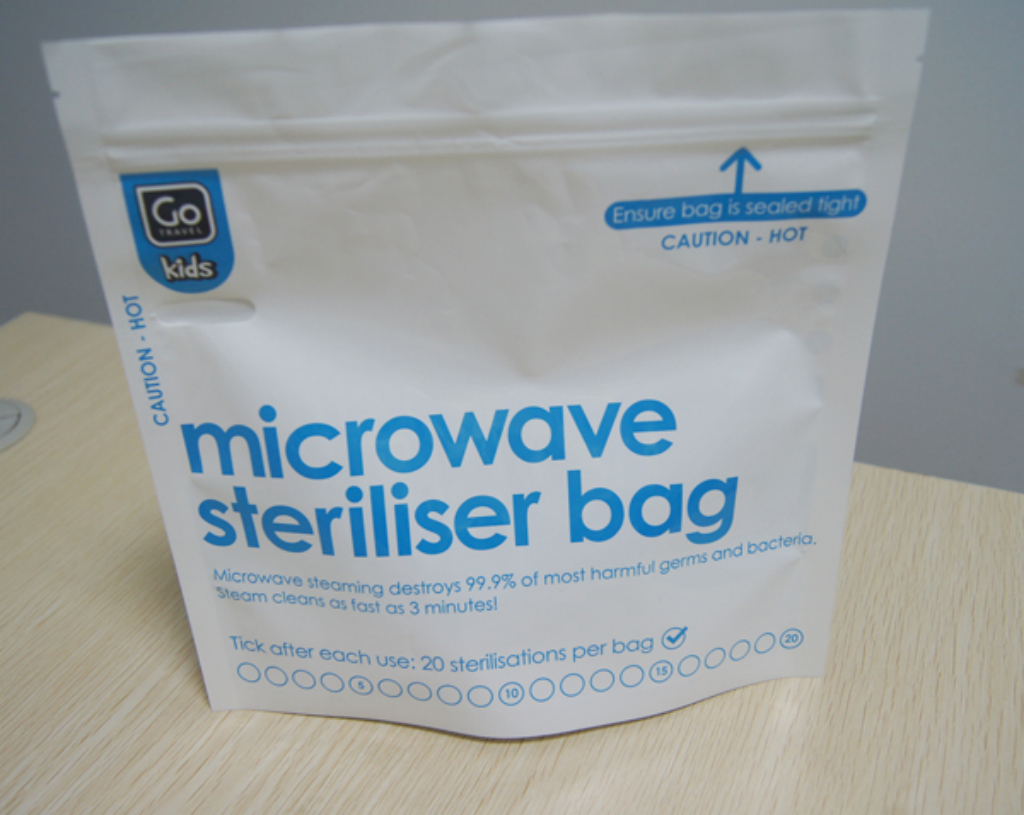 Go
TRAVEL
kids
Ensure bag is sealed tight
CAUTION - HOT
CAUTION - HOT
microwave
steriliser bag
Microwave steaming destroys 99.9% of most harmful germs and bacteria.
Steam cleans as fast as 3 minutes!
Tick after each use: 20 sterilisations per bag
5 10 15 20